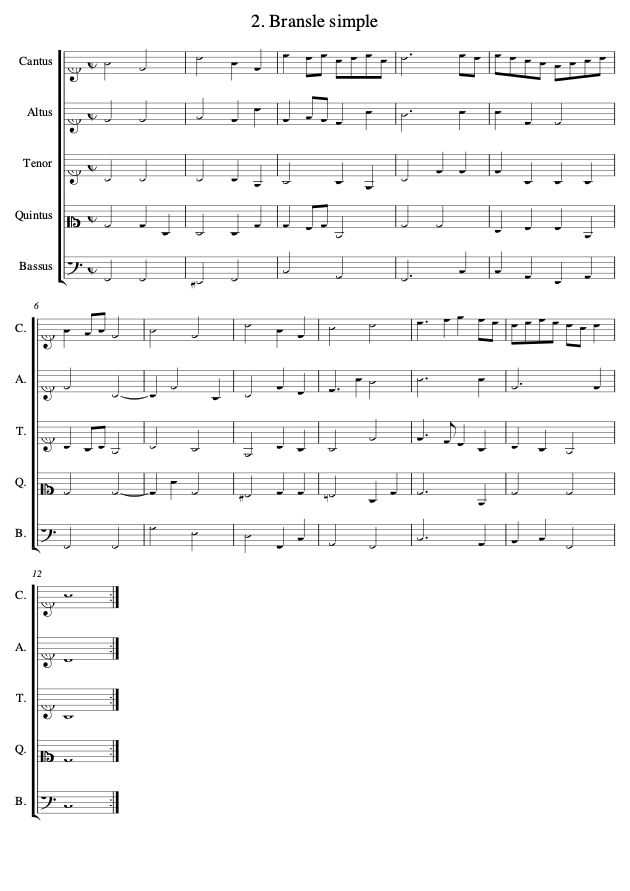 2. Bransle simple
Cantus
Altus
Tenor
Quintus
Bassus
6
C.
A.
T.
Q.
B.
12
C.
A.
T.
Q.
B.